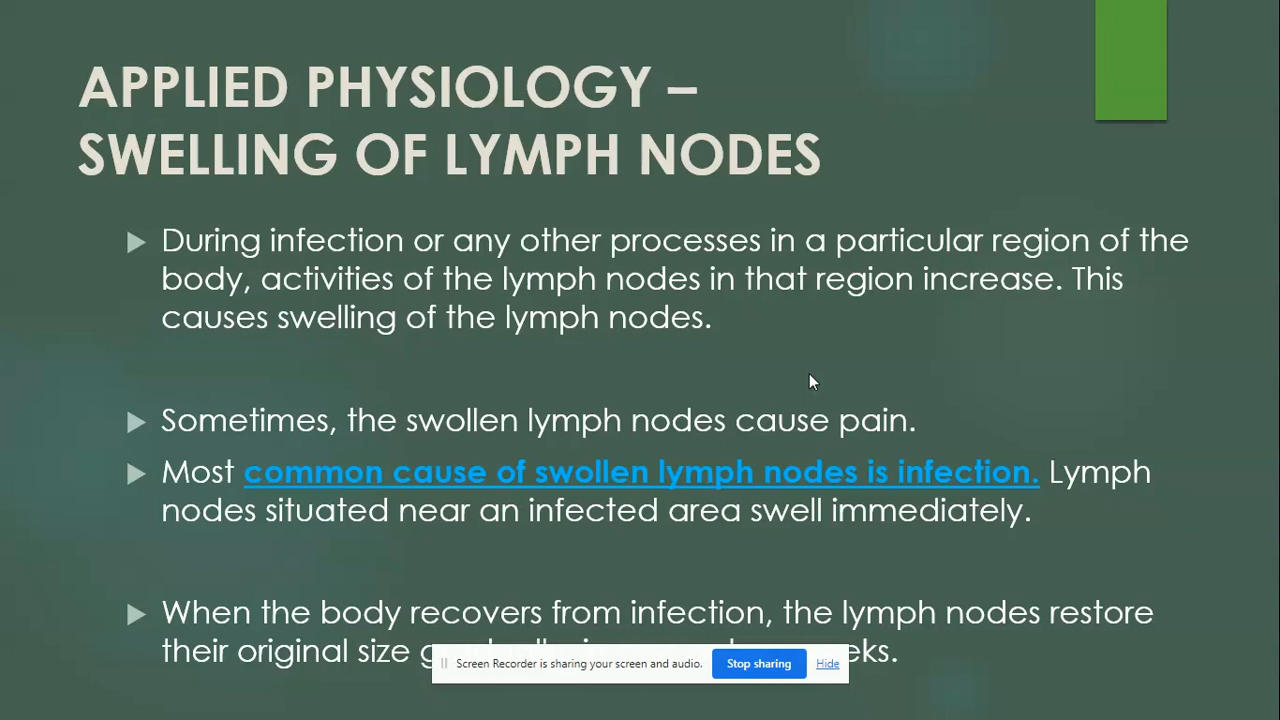 APPLIED PHYSIOLOGY –
SWELLING OF LYMPH NODES
During infection or any other processes in a particular region of the
body, activities of the lymph nodes in that region increase. This
causes swelling of the lymph nodes.
Sometimes, the swollen lymph nodes cause pain.
Most common cause of swollen lymph nodes is infection. Lymph
nodes situated near an infected area swell immediately.
When the body recovers from infection, the lymph nodes restore
their original size
Screen Recorder is sharing your screen and audio. Stop sharing Hide